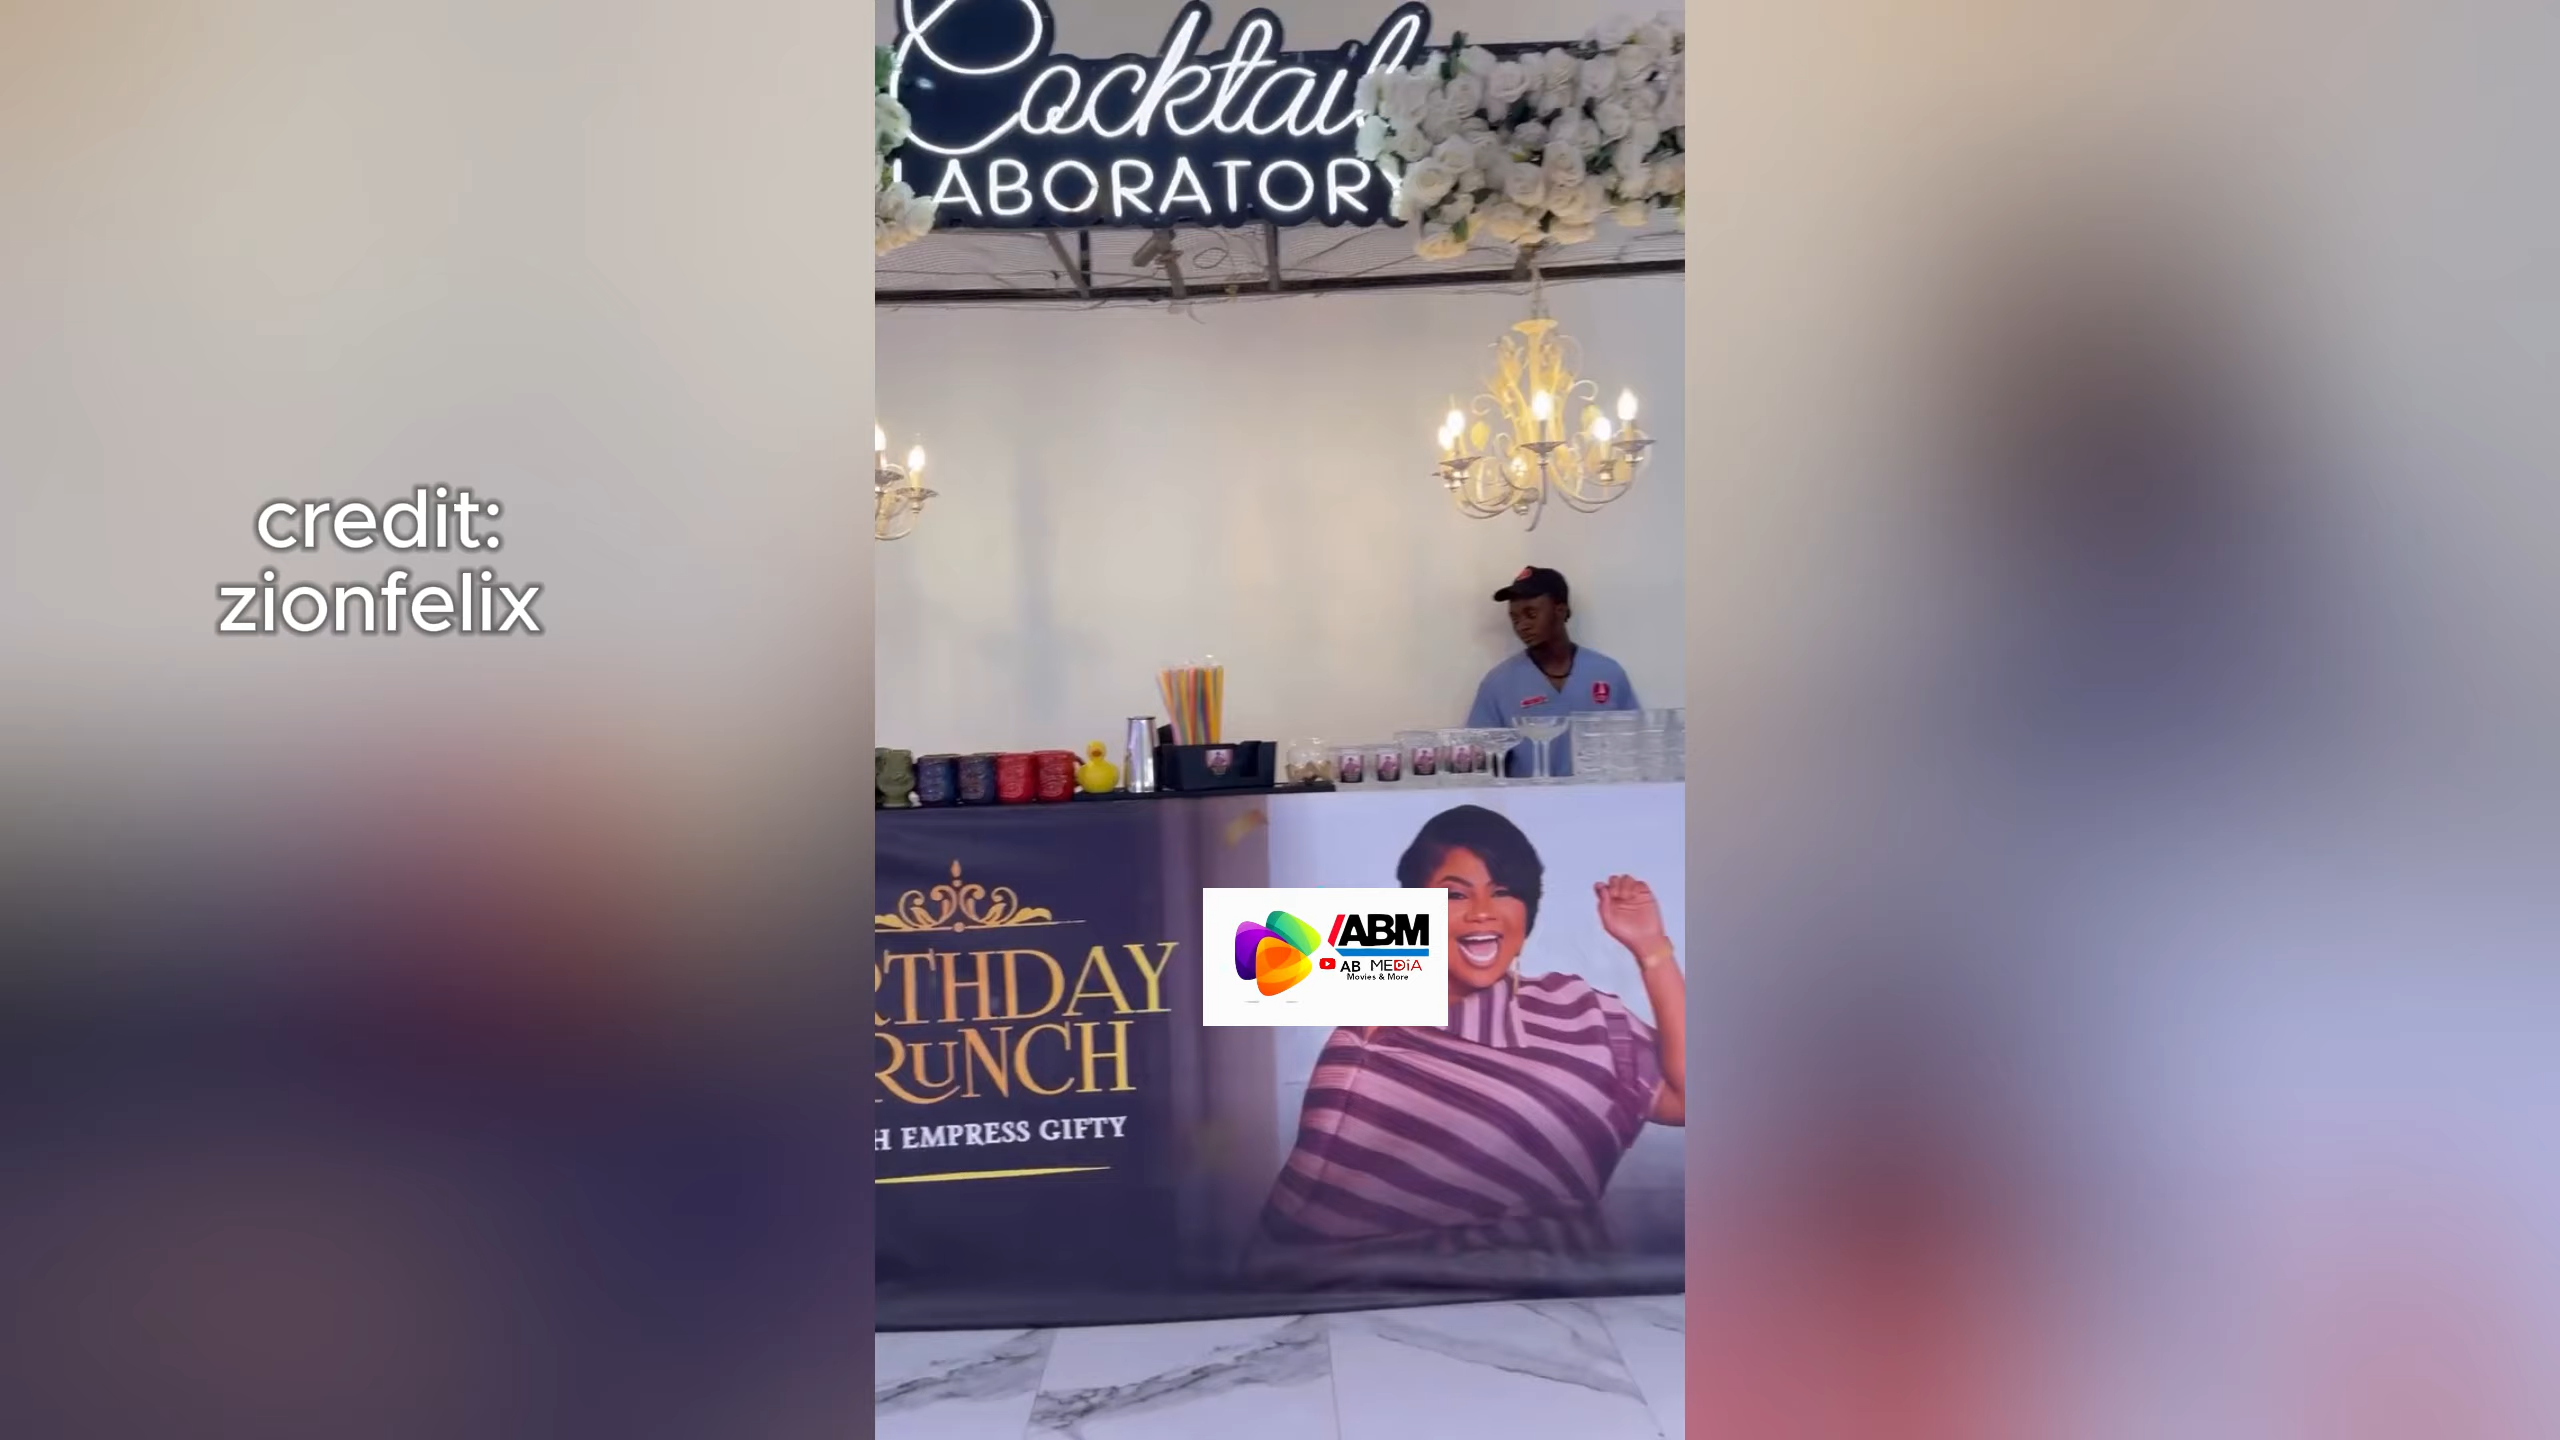 Cocktail
LABORATORY
credit:
zionfelix
RTHDAY
RUNCH
H EMPRESS GIFTY
ABM
AB MEDiA
Movies & More